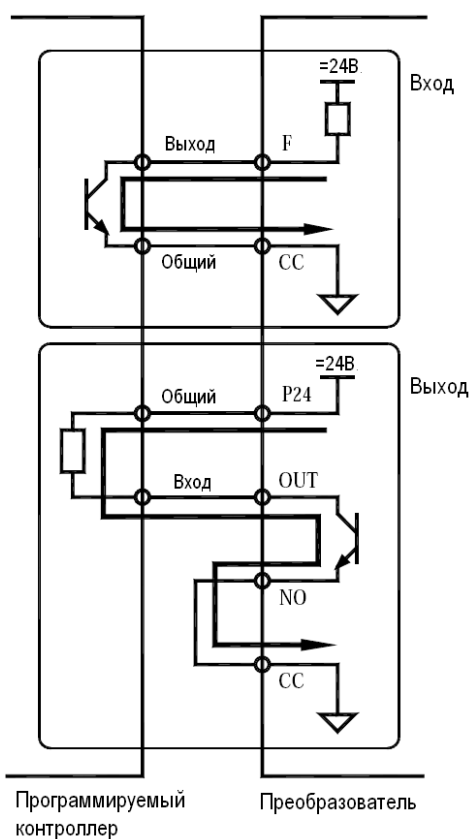 =24В.
Вход
Выход F
Общий CC
=24В.
Выход
Общий P24
Вход OUT
NO
CC
Программируемый
контроллер
Преобразователь